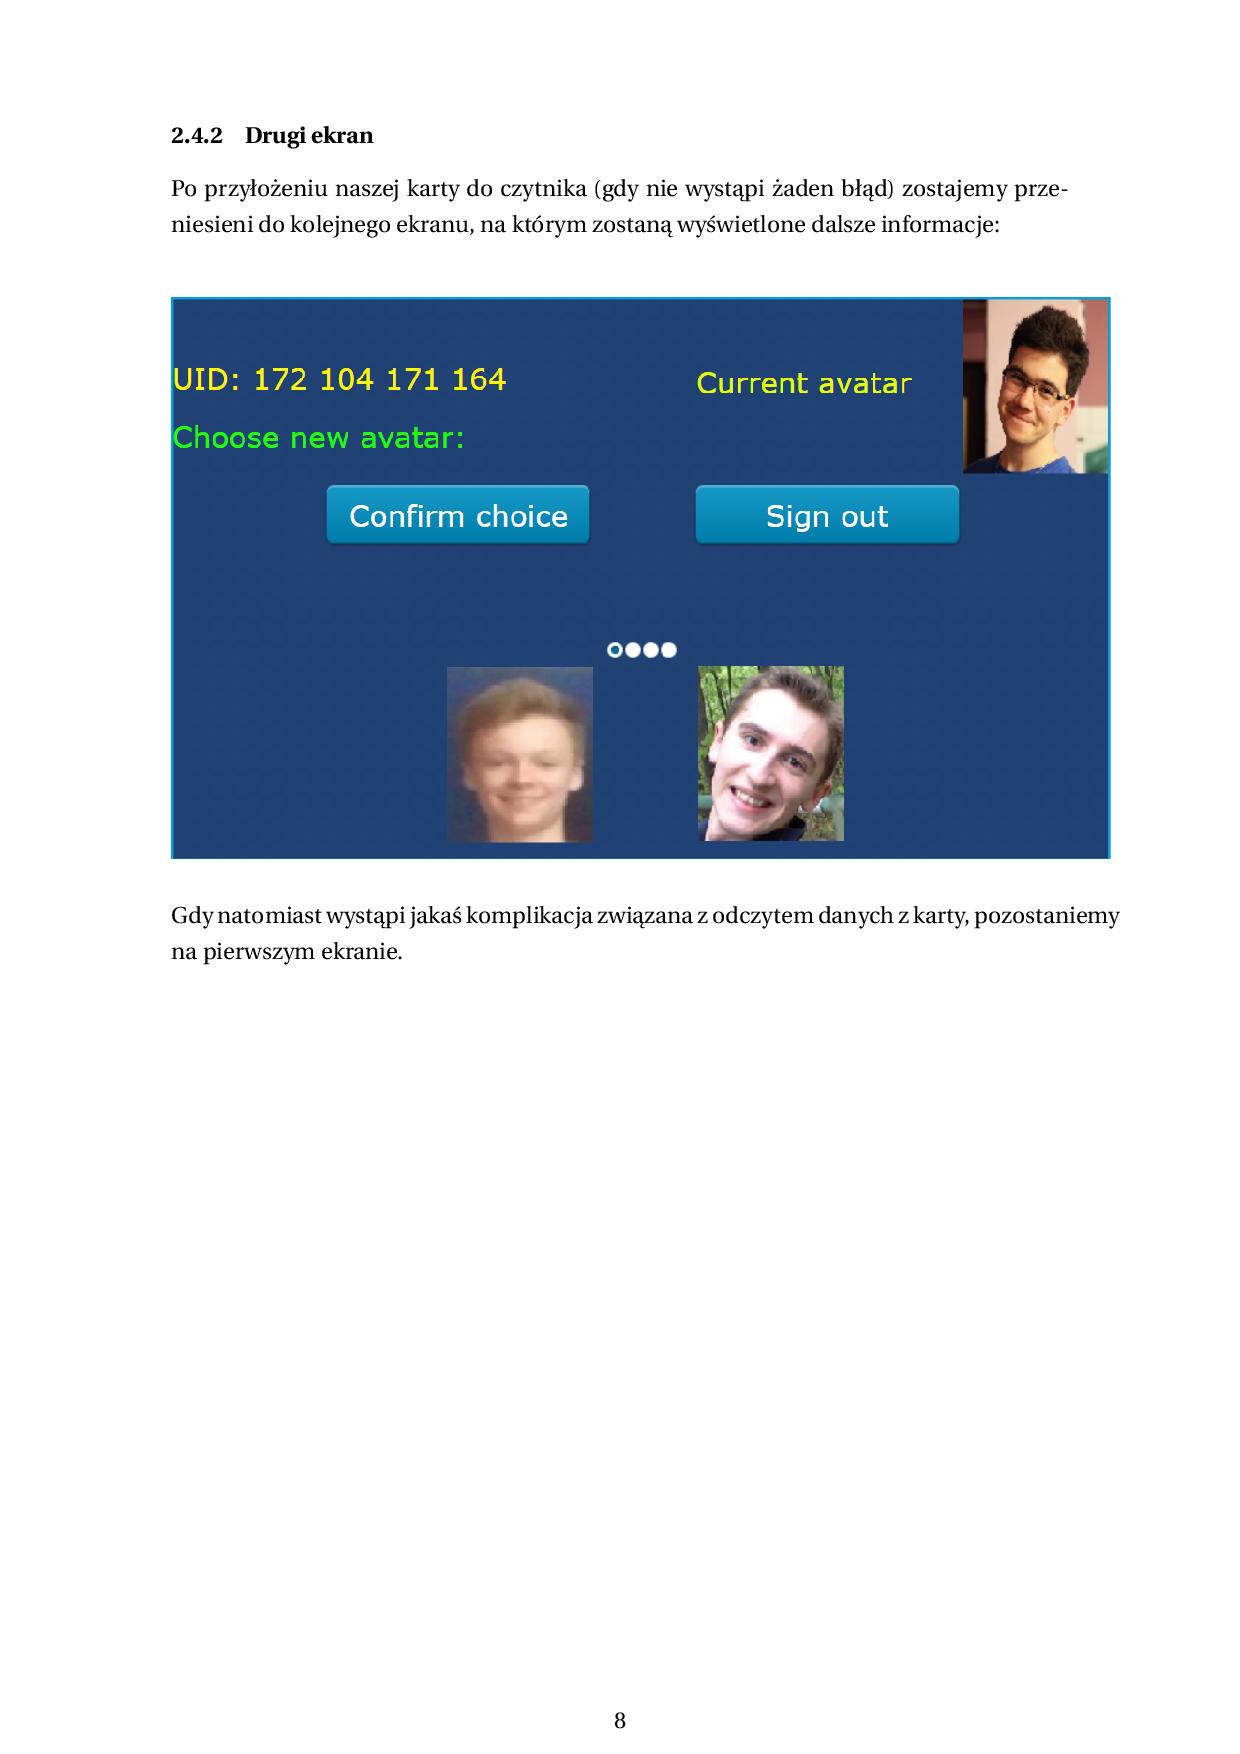 2.4.2 Drugi ekran
Po przyłożeniu naszej karty do czytnika (gdy nie wystąpi żaden błąd) zostajemy prze-
niesieni do kolejnego ekranu, na którym zostaną wyświetlone dalsze informacje:
UID: 172 104 171 164
Current avatar
Choose new avatar:
Confirm choice
Sign out
Gdy natomiast wystąpi jakaś komplikacja związana z odczytem danych z karty, pozostaniemy
na pierwszym ekranie.
8